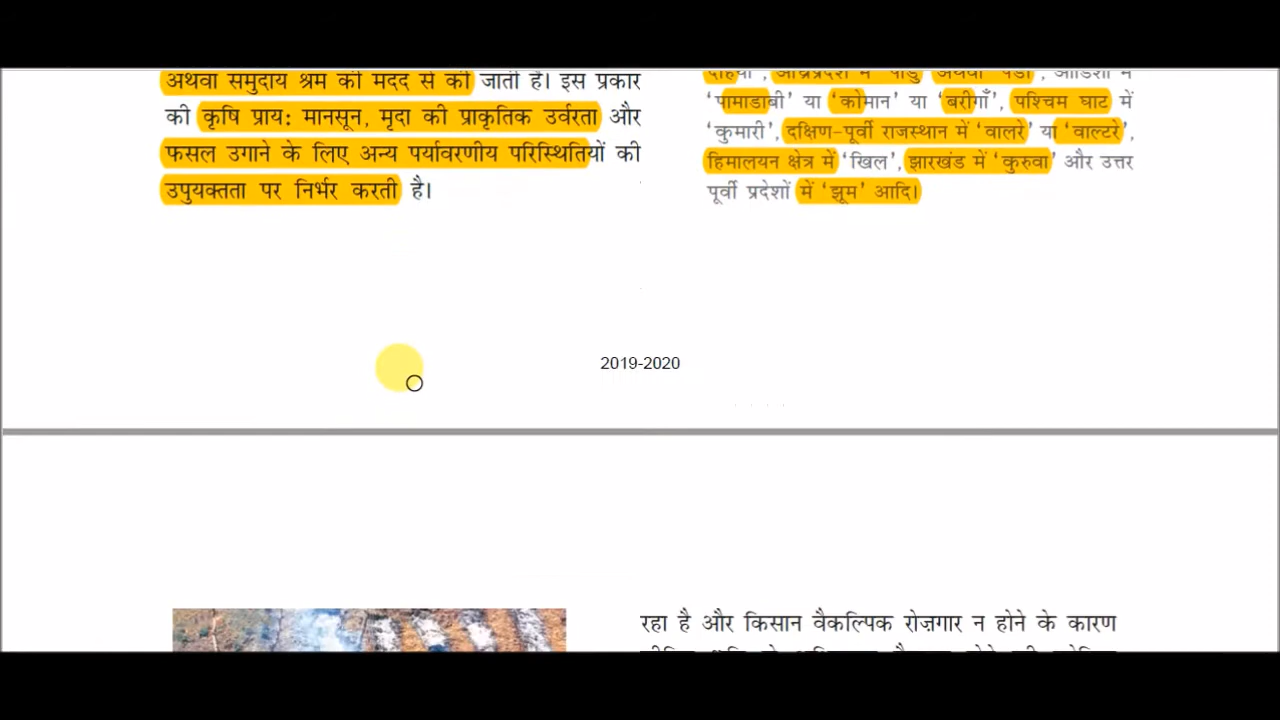 अथवा समुदाय श्रम की मदद से की जाती है। इस प्रकार
की कृषि प्राय: मानसून, मृदा की प्राकृतिक उर्वरता और
फसल उगाने के लिए अन्य पर्यावरणीय परिस्थितियों की
उपुयक्तता पर निर्भर करती है।
में
‘पामाडाबी’ या ‘कोमान’ या ‘बरीगाँ’, पश्चिम घाट में
‘कुमारी’, दक्षिण-पूर्वी राजस्थान में ‘वालरे’ या ‘वाल्टरे’,
हिमालयन क्षेत्र में ‘खिल’, झारखंड में ‘कुरुवा’ और उत्तर
पूर्वी प्रदेशों में ‘झूम’ आदि।
2019-2020
रहा है और किसान वैकल्पिक रोज़गार न होने के कारण